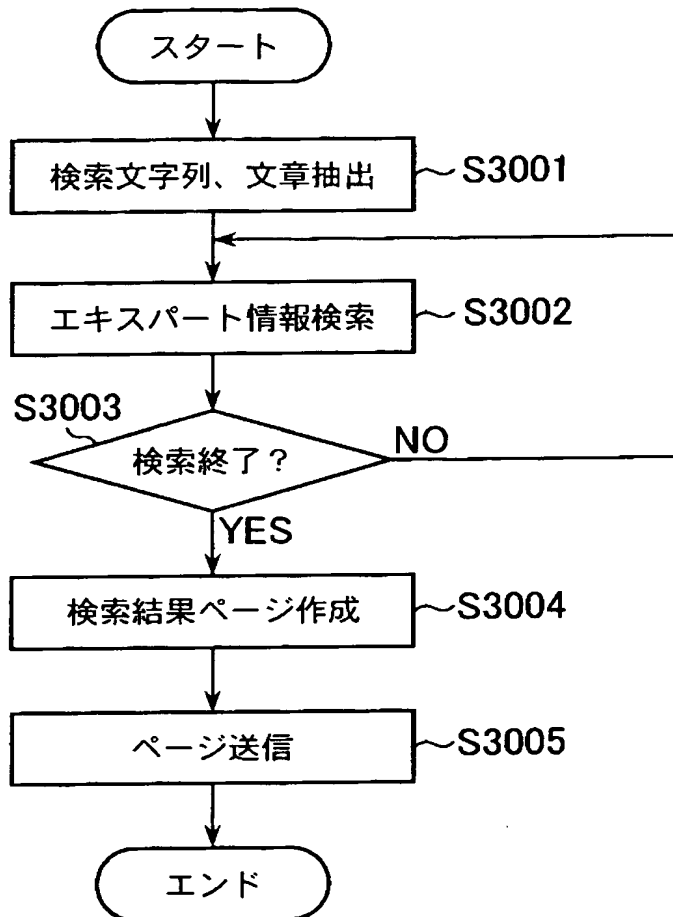 スタート
検索文字列、文章抽出
S3001
エキスパート情報検索
S3002
S3003
検索終了?
NO
YES
検索結果ページ作成
S3004
ページ送信
S3005
エンド